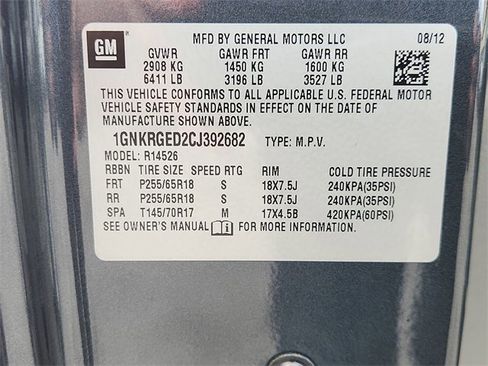 GM MFD BY GENERAL MOTORS LLC 08/12
GVWR GAWR FRT GAWR RR
2908 KG 1450 KG 1600 KG
6411 LB 3196 LB 3527 LB
THIS VEHICLE CONFORMS TO ALL APPLICABLE U.S. FEDERAL MOTOR
VEHICLE SAFETY STANDARDS IN EFFECT ON THE DATE OF
MANUFACTURE SHOWN ABOVE.
1GNKRGED2CJ392682 TYPE: M.P.V.
MODEL: R14526
RBBN TIRE SIZE SPEED RTG RIM COLD TIRE PRESSURE
FRT P255/65R18 S 18X7.5J 240KPA(35PSI)
RR P255/65R18 S 18X7.5J 240KPA(35PSI)
SPA T145/70R17 M 17X4.5B 420KPA(60PSI)
SEE OWNER'S MANUAL FOR MORE INFORMATION.